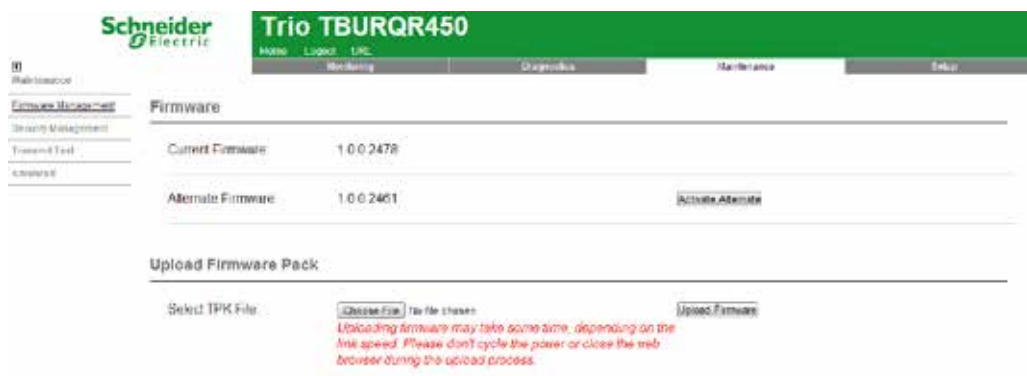 Schneider Electric
Trio TBURQR450
Home Logout URL
Monitoring Diagnostics Maintenance Setup
Maintenance
Firmware Management
Security Management
Transmit Test
Advanced
Firmware
Current Firmware 1.0.0.2478
Alternate Firmware 1.0.0.2461 Activate Alternate
Upload Firmware Pack
Select TPK File Choose File No file chosen Upload Firmware
Uploading firmware may take some time, depending on the
link speed. Please don't cycle the power or close the web
browser during the upload process.